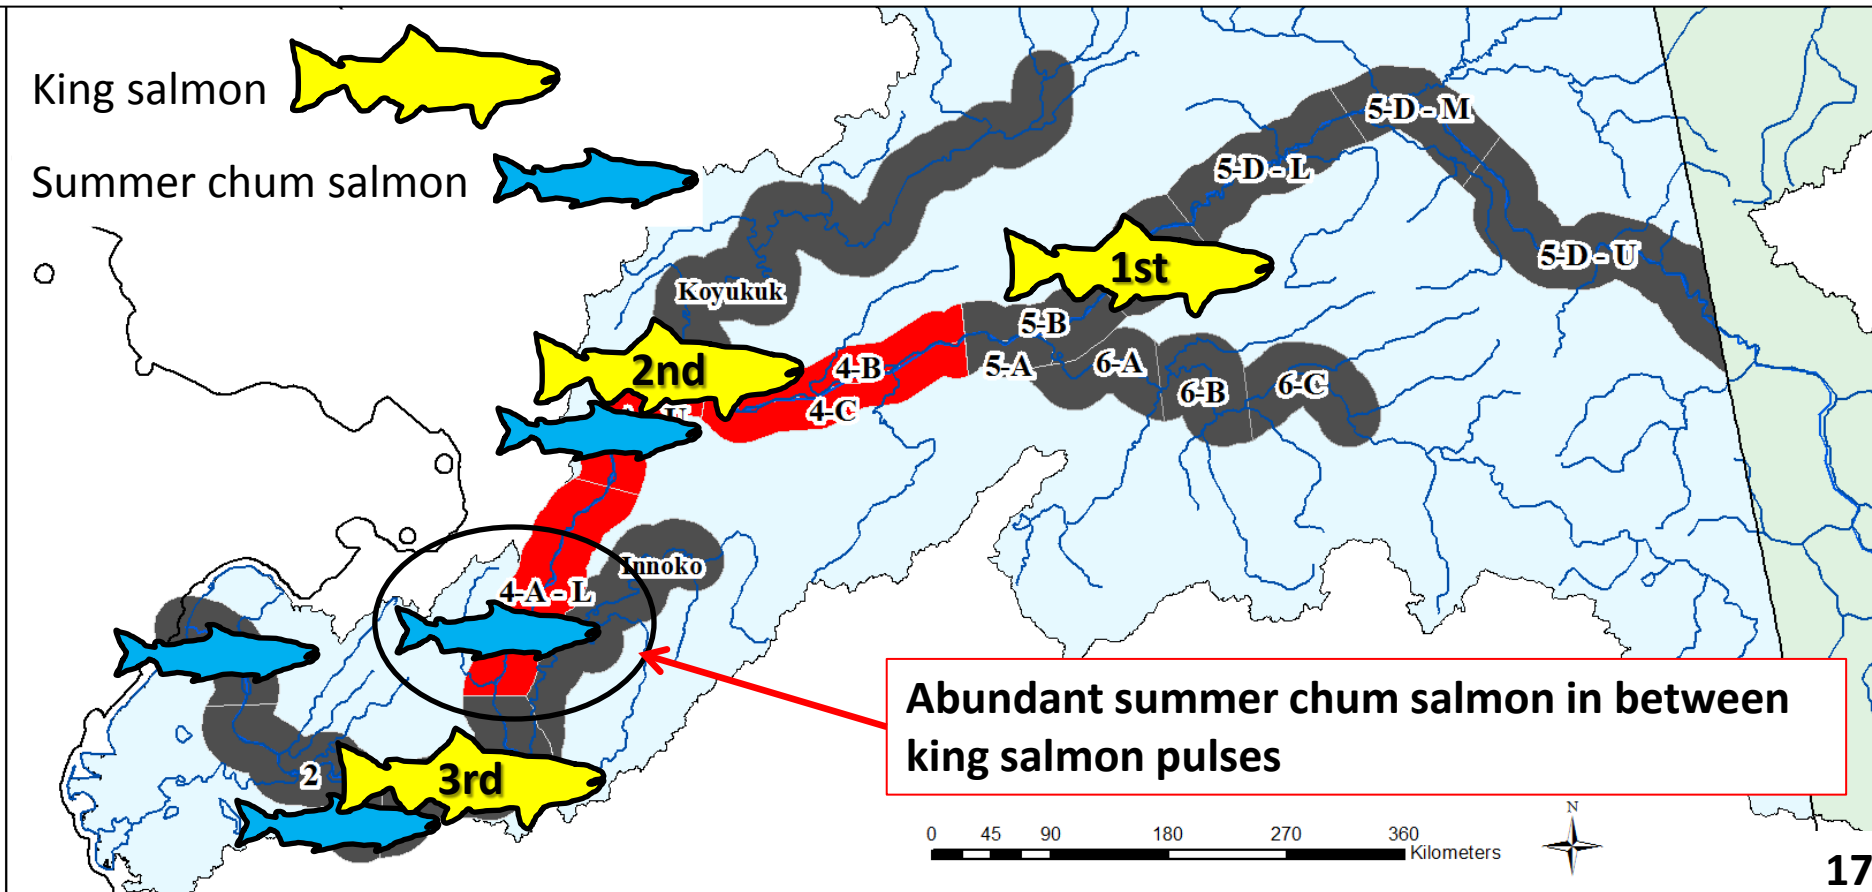 King salmon
Summer chum salmon
5-D - M
5-D - L
1st
5-D - U
Koyukuk
5-B
2nd
4-B
5-A
6-A
6-B
6-C
U
4-C
Innoko
4-A - L
Abundant summer chum salmon in between
king salmon pulses
2
3rd
N
0 45 90 180 270 360
Kilometers
17